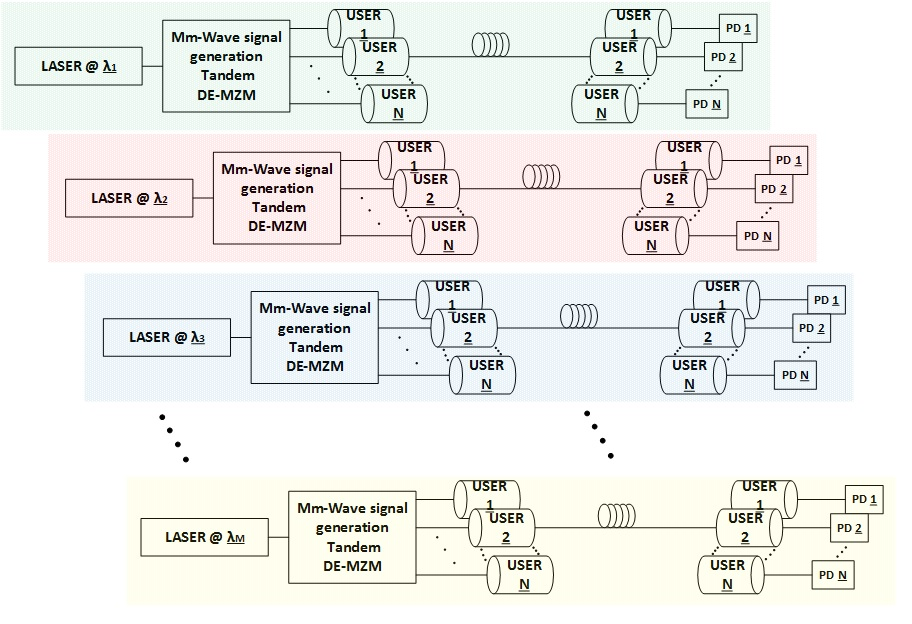 LASER @ λ1
Mm-Wave signal
generation
Tandem
DE-MZM
USER
1
USER
2
USER
N
USER
1
USER
2
USER
N
PD 1
PD 2
PD N
LASER @ λ2
Mm-Wave signal
generation
Tandem
DE-MZM
USER
1
USER
2
USER
N
USER
1
USER
2
USER
N
PD 1
PD 2
PD N
LASER @ λ3
Mm-Wave signal
generation
Tandem
DE-MZM
USER
1
USER
2
USER
N
USER
1
USER
2
USER
N
PD 1
PD 2
PD N
LASER @ λM
Mm-Wave signal
generation
Tandem
DE-MZM
USER
1
USER
2
USER
N
USER
1
USER
2
USER
N
PD 1
PD 2
PD N